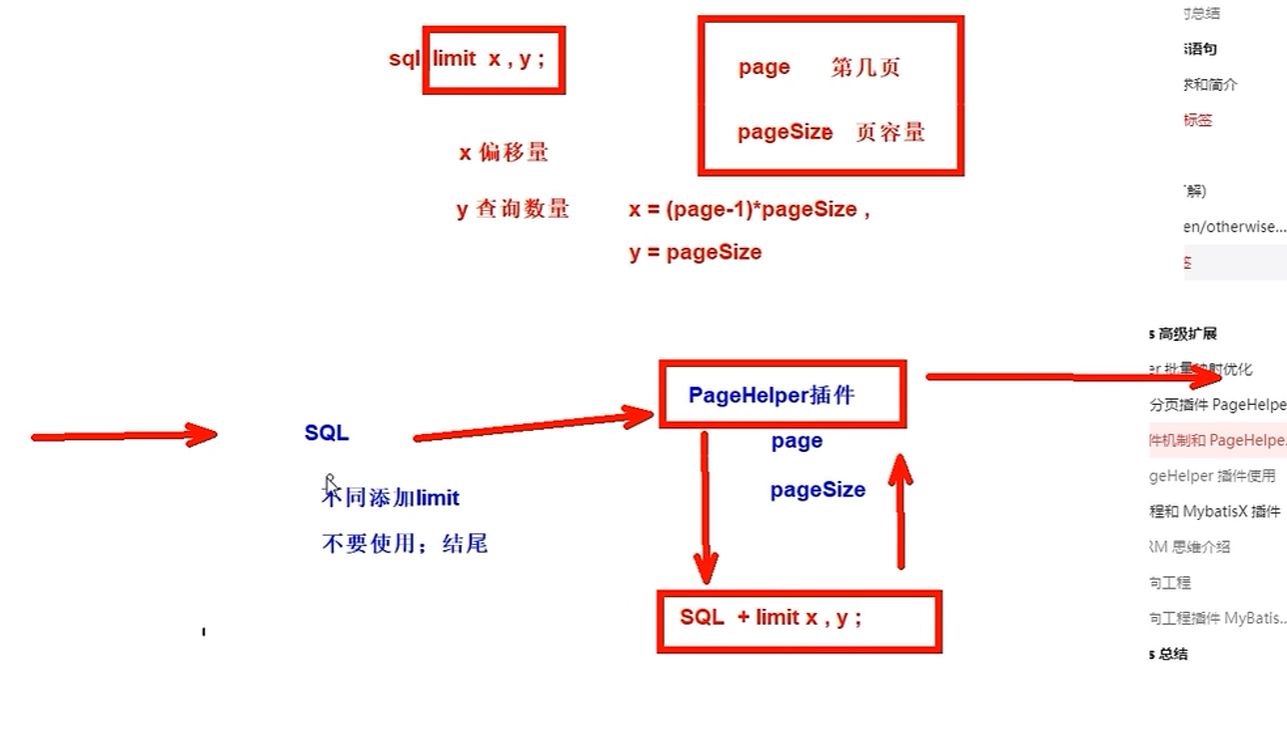 sql limit x , y ;
page 第几页
pageSize 页容量
x 偏移量
y 查询数量
x = (page-1)*pageSize ,
y = pageSize
PageHelper插件
page
pageSize
SQL
不同添加limit
不要使用；结尾
SQL + limit x , y ;
总结
语句
和简介
标签
解)
en/otherwise...
签
s 高级扩展
er 批量映射优化
分页插件 PageHelpe
件机制和 PageHelpe.
geHelper 插件使用
程和 MybatisX 插件
RM 思维介绍
向工程
向工程插件 MyBatis..
s 总结